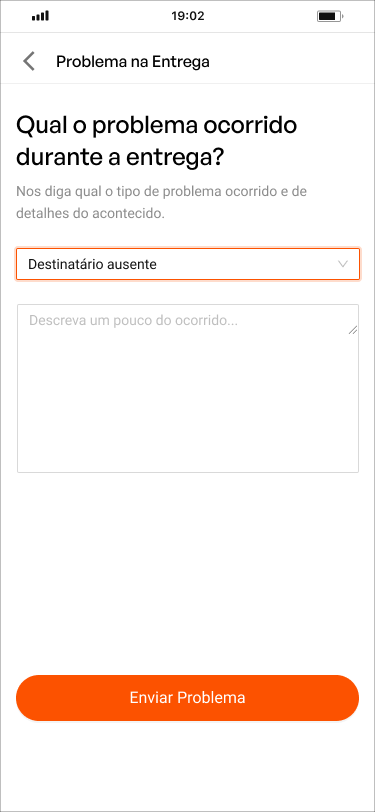 19:02
Problema na Entrega
Qual o problema ocorrido
durante a entrega?
Nos diga qual o tipo de problema ocorrido e de
detalhes do acontecido.
Destinatário ausente
Descreva um pouco do ocorrido...
Enviar Problema